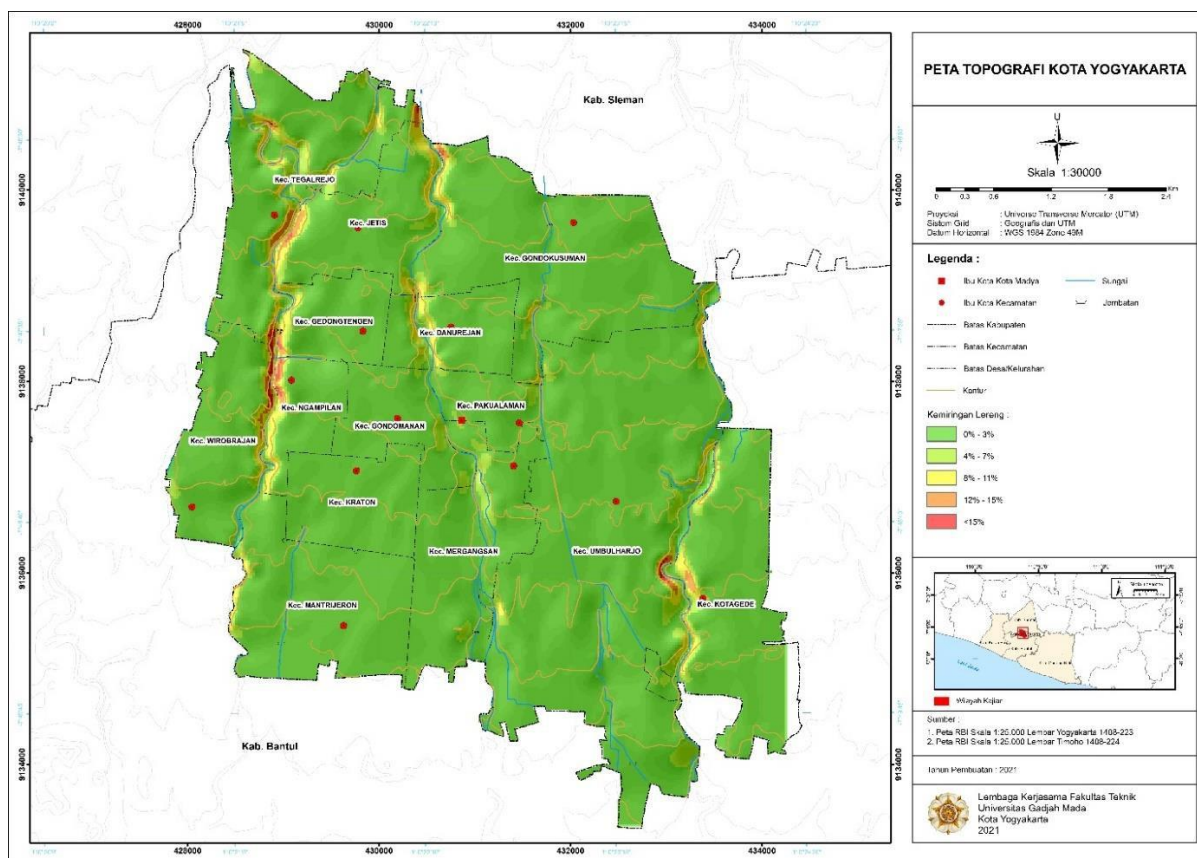 PETA TOPOGRAFI KOTA YOGYAKARTA
U
Skala 1:30000
0 0.3 0.6 1.2 1.8 2.4
Km
Proyeksi : Universe Transverse Mercator (UTM)
Sistem Grid : Geografis dan UTM
Datum Horizontal : WGS 1984 Zone 49M
Legenda :
Ibu Kota Kota Madya
Sungai
Ibu Kota Kecamatan
Jembatan
Batas Kabupaten
Batas Kecamatan
Batas Desa/Kelurahan
Kontur
Kemiringan Lereng :
0% - 3%
4% - 7%
8% - 11%
12% - 15%
<15%
Wilayah Kajian
Sumber :
1. Peta RBI Skala 1:25.000 Lembar Yogyakarta 1408-223
2. Peta RBI Skala 1:25.000 Lembar Timoho 1408-224
Tahun Pembuatan : 2021
Lembaga Kerjasama Fakultas Teknik
Universitas Gadjah Mada
Kota Yogyakarta
2021
428000 430000 432000 434000
Kab. Sleman
9140000
Kec. TEGALREJO
Kec. JETIS
Kec. GONDOKUSUMAN
Kec. GEDONGTENGEN
Kec. DANUREJAN
9138000
Kec. NGAMPILAN
Kec. PAKUALAMAN
Kec. GONDOMANAN
Kec. WIROBRAJAN
Kec. KRATON
Kec. MERGANGSAN
Kec. UMBULHARJO
9136000
Kec. MANTRIJERON
Kec. KOTAGEDE
Kab. Bantul
9134000
428000 430000 432000 434000